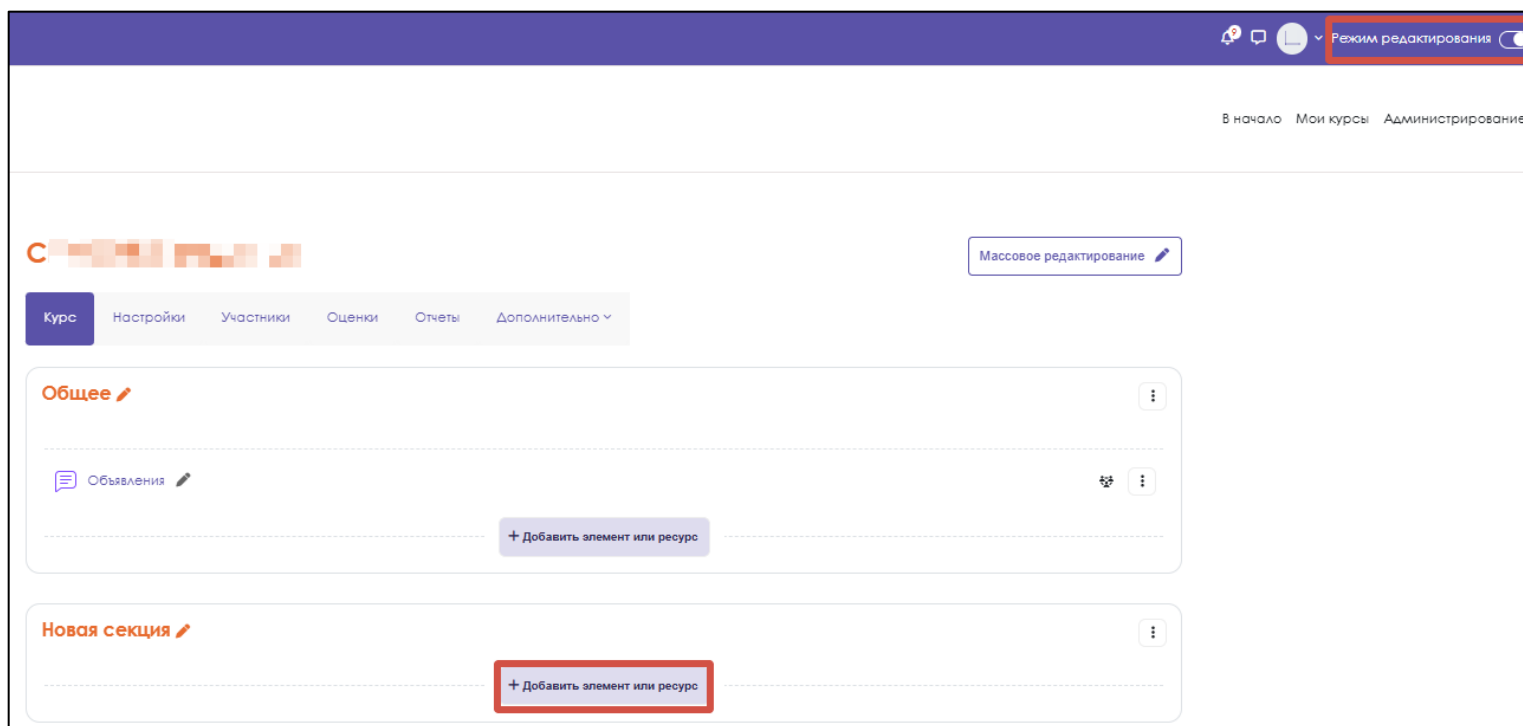 9
Режим редактирования
В начало Мои курсы Администрирование
С
Массовое редактирование
Курс Настройки Участники Оценки Отчеты Дополнительно
Общее
Объявления
+ Добавить элемент или ресурс
Новая секция
+ Добавить элемент или ресурс